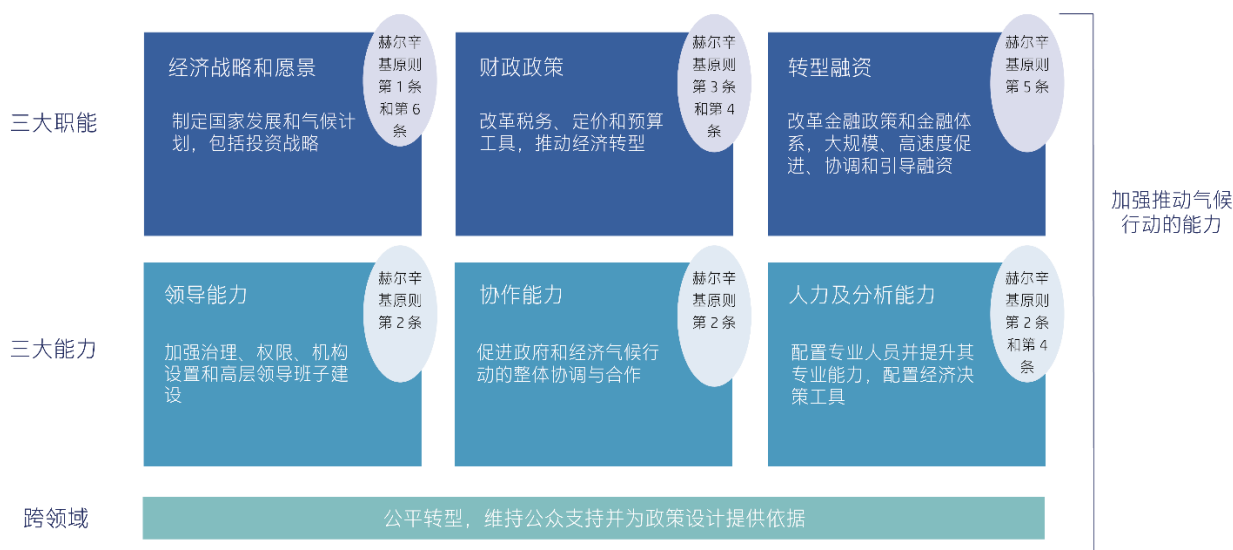 三大职能
经济战略和愿景
制定国家发展和气候计
划，包括投资战略
赫尔辛
基原则
第1条
和第6
条
财政政策
改革税务、定价和预算
工具，推动经济转型
赫尔辛
基原则
第3条
和第4
条
转型融资
改革金融政策和金融体
系，大规模、高速度促
进、协调和引导融资
赫尔辛
基原则
第5条
三大能力
领导能力
加强治理、权限、机构
设置和高层领导班子建
设
赫尔辛
基原则
第2条
协作能力
促进政府和经济气候行
动的整体协调与合作
赫尔辛
基原则
第2条
人力及分析能力
配置专业人员并提升其
专业能力，配置经济决
策工具
赫尔辛
基原则
第2条
和第4
条
跨领域
公平转型，维持公众支持并为政策设计提供依据
加强推动气候
行动的能力